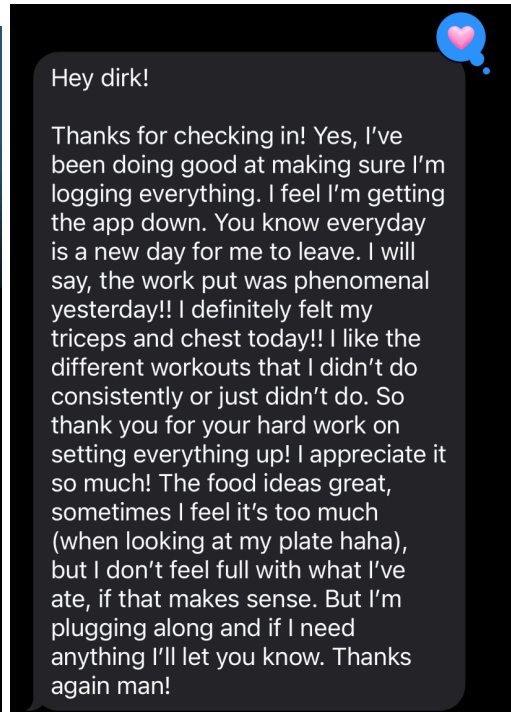 Hey dirk!
Thanks for checking in! Yes, I’ve
been doing good at making sure I’m
logging everything. I feel I’m getting
the app down. You know everyday
is a new day for me to leave. I will
say, the work put was phenomenal
yesterday!! I definitely felt my
triceps and chest today!! I like the
different workouts that I didn’t do
consistently or just didn’t do. So
thank you for your hard work on
setting everything up! I appreciate it
so much! The food ideas great,
sometimes I feel it’s too much
(when looking at my plate haha),
but I don’t feel full with what I’ve
ate, if that makes sense. But I’m
plugging along and if I need
anything I’ll let you know. Thanks
again man!